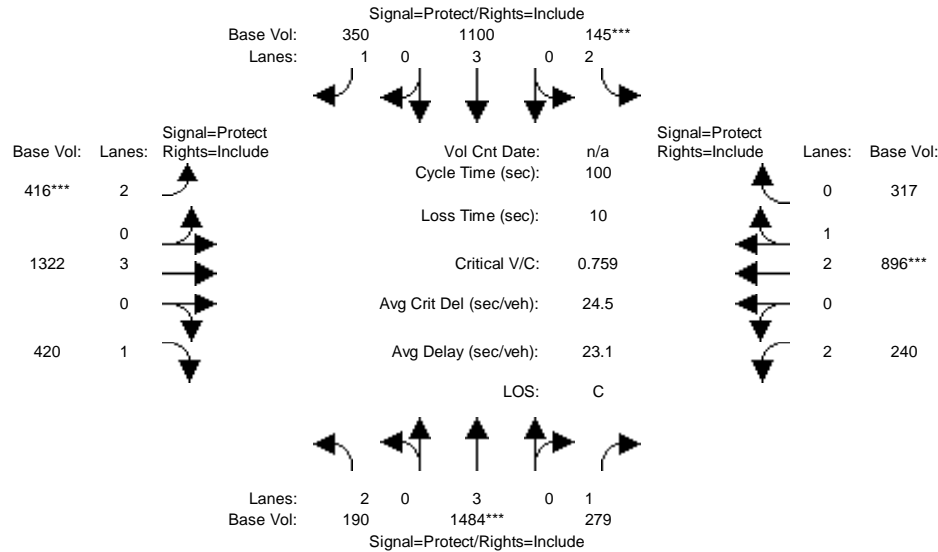 Signal=Protect/Rights=Include
Base Vol: 350 1100 145***
Lanes: 1 0 3 0 2
Signal=Protect
Rights=Include
Base Vol: Lanes:
416*** 2
0
1322 3
0
420 1
Vol Cnt Date: n/a
Cycle Time (sec): 100
Loss Time (sec): 10
Critical V/C: 0.759
Avg Crit Del (sec/veh): 24.5
Avg Delay (sec/veh): 23.1
LOS: C
Signal=Protect
Rights=Include
Lanes: Base Vol:
0 317
1
2 896***
0
2 240
Lanes: 2 0 3 0 1
Base Vol: 190 1484*** 279
Signal=Protect/Rights=Include